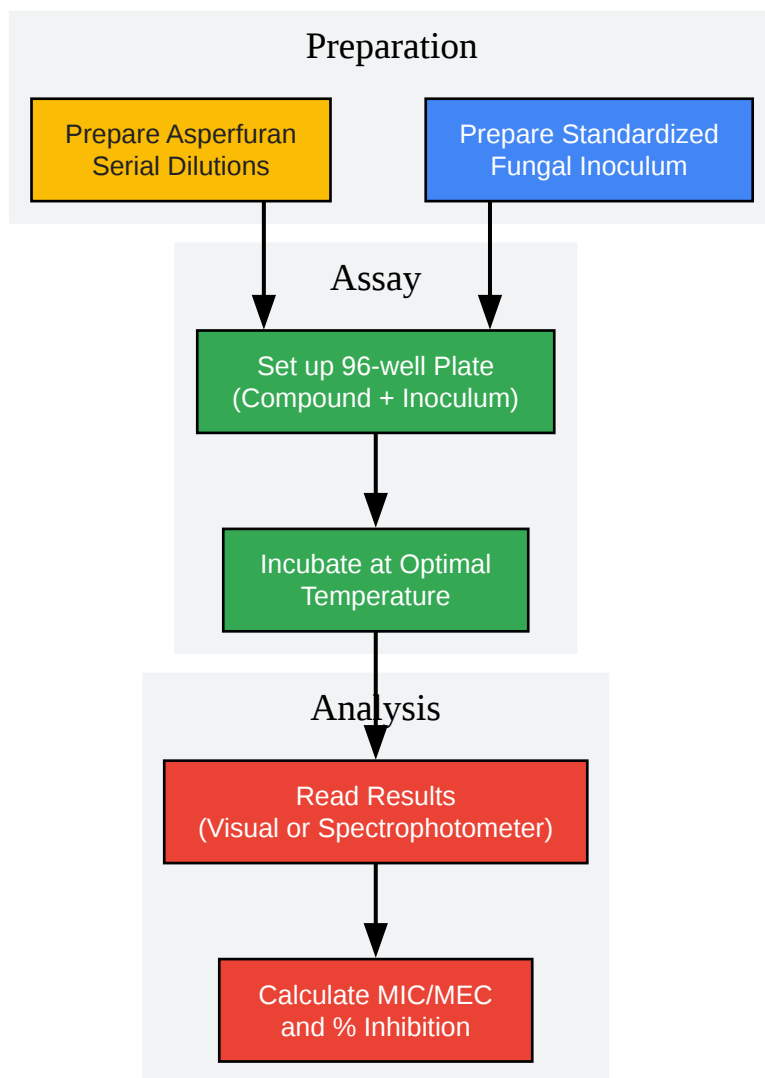 Preparation
Prepare Asperfuran
Serial Dilutions
Prepare Standardized
Fungal Inoculum
Assay
Set up 96-well Plate
(Compound + Inoculum)
Incubate at Optimal
Temperature
Analysis
Read Results
(Visual or Spectrophotometer)
Calculate MIC/MEC
and % Inhibition